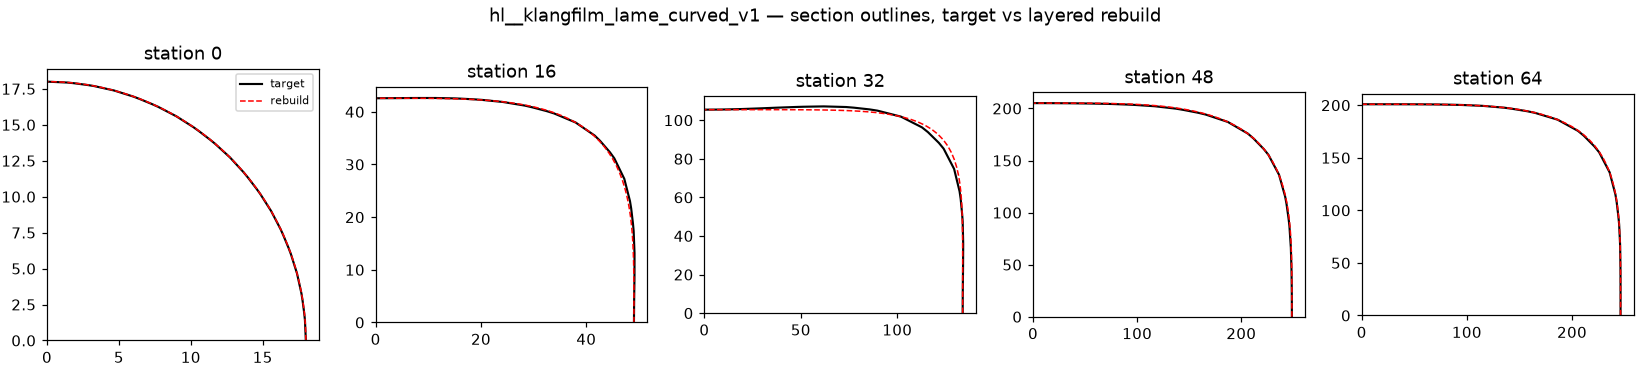 hl__klangfilm_lame_curved_v1 — section outlines, target vs layered rebuild
station 0
station 16
station 32
station 48
station 64
target
rebuild
17.5
15.0
12.5
10.0
7.5
5.0
2.5
0.0
0 5 10 15
40
30
20
10
0
0 20 40
100
80
60
40
20
0
0 50 100
200
150
100
50
0
0 100 200
200
150
100
50
0
0 100 200